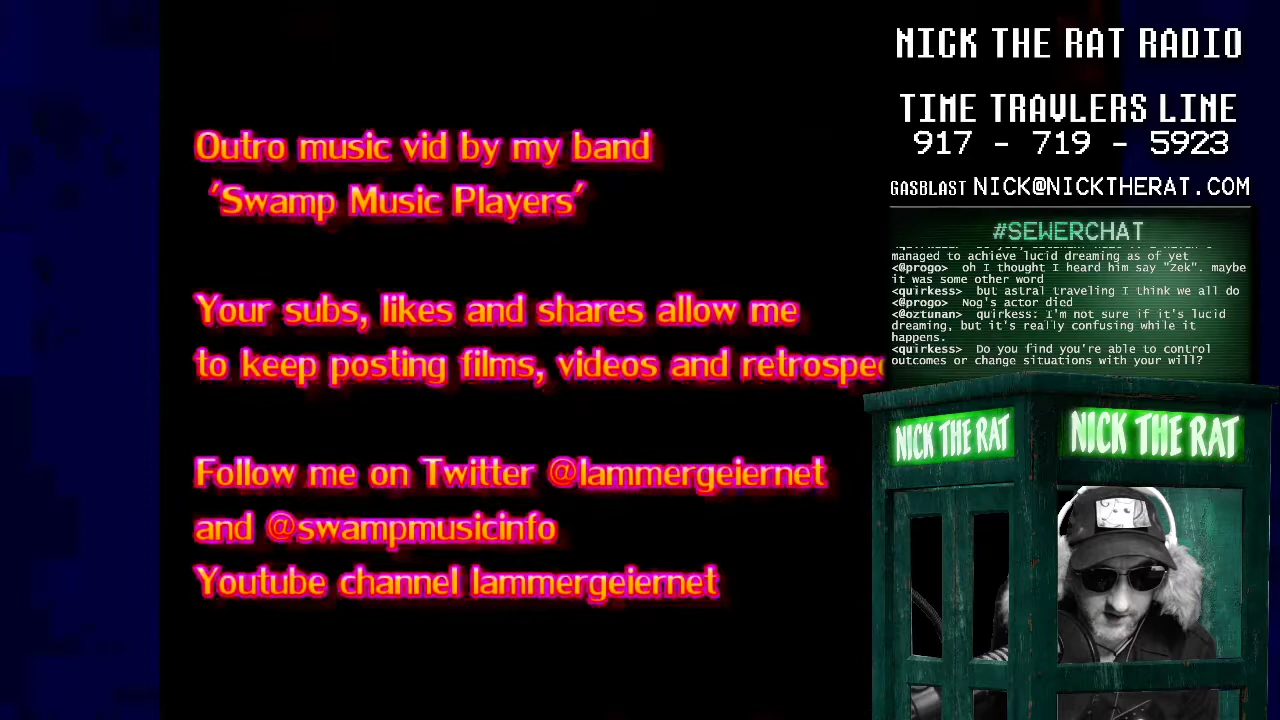 Outro music vid by my band
'Swamp Music Players'
Your subs, likes and shares allow me
to keep posting films, videos and retrospec
Follow me on Twitter @lammergeiernet
and @swampmusicinfo
Youtube channel lammergeiernet
NICK THE RAT RADIO
TIME TRAVLERS LINE
917 - 719 - 5923
GASBLAST NICK@NICKTHERAT.COM
#SEWERCHAT
managed to achieve lucid dreaming as of yet
<@progo> oh I thought I heard him say "Zek". maybe
it was some other word
<quirkess> but astral traveling I think we all do
<@progo> Nog's actor died
<@oztunan> quirkess: I'm not sure if it's lucid
dreaming, but it's really confusing while it
happens.
<quirkess> Do you find you're able to control
outcomes or change situations with your will?
NICK THE RAT
NICK THE RAT